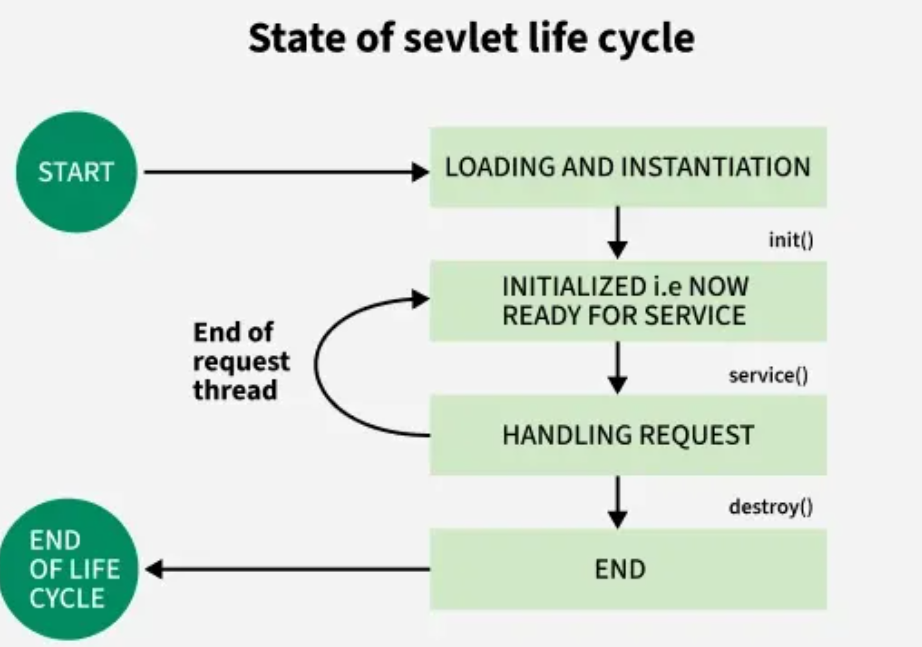 State of sevlet life cycle
START
LOADING AND INSTANTIATION
init()
INITIALIZED i.e NOW
READY FOR SERVICE
End of
request
thread
service()
HANDLING REQUEST
destroy()
END
OF LIFE
CYCLE
END